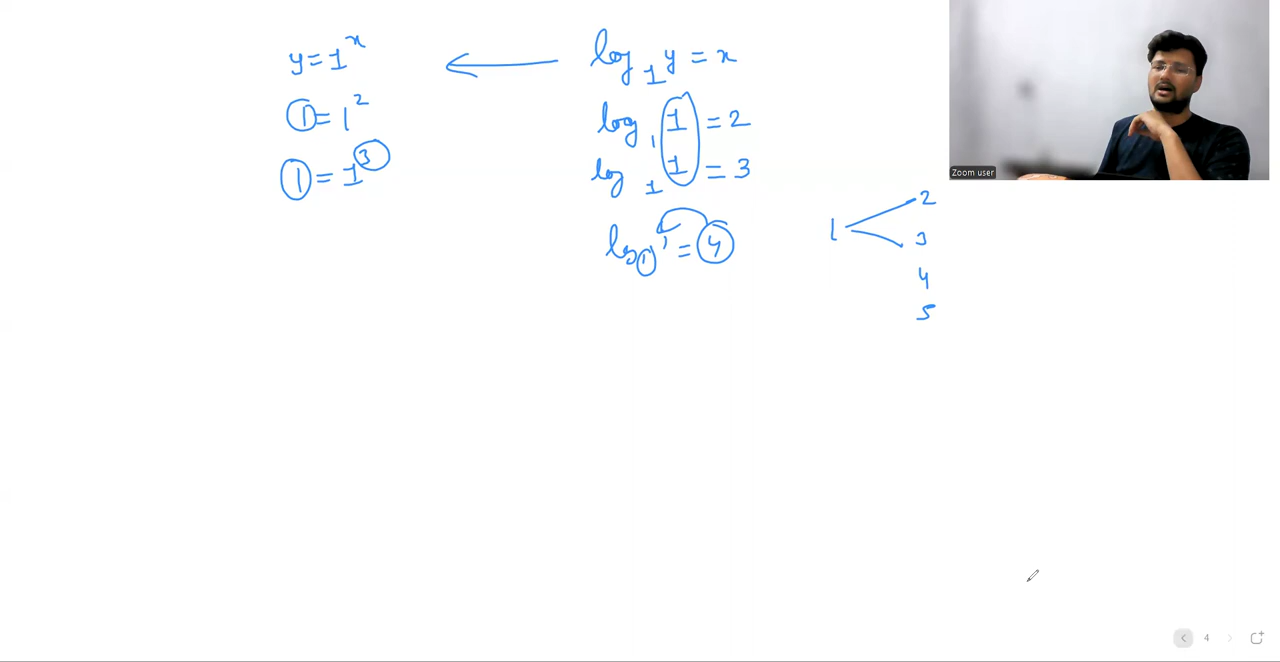 y = 1^x ← log_1 y = x
1 = 1^2 log_1 1 = 2
1 = 1^3 log_1 1 = 3
log_1 1 = 4
1 2
3
4
5
Zoom user
4